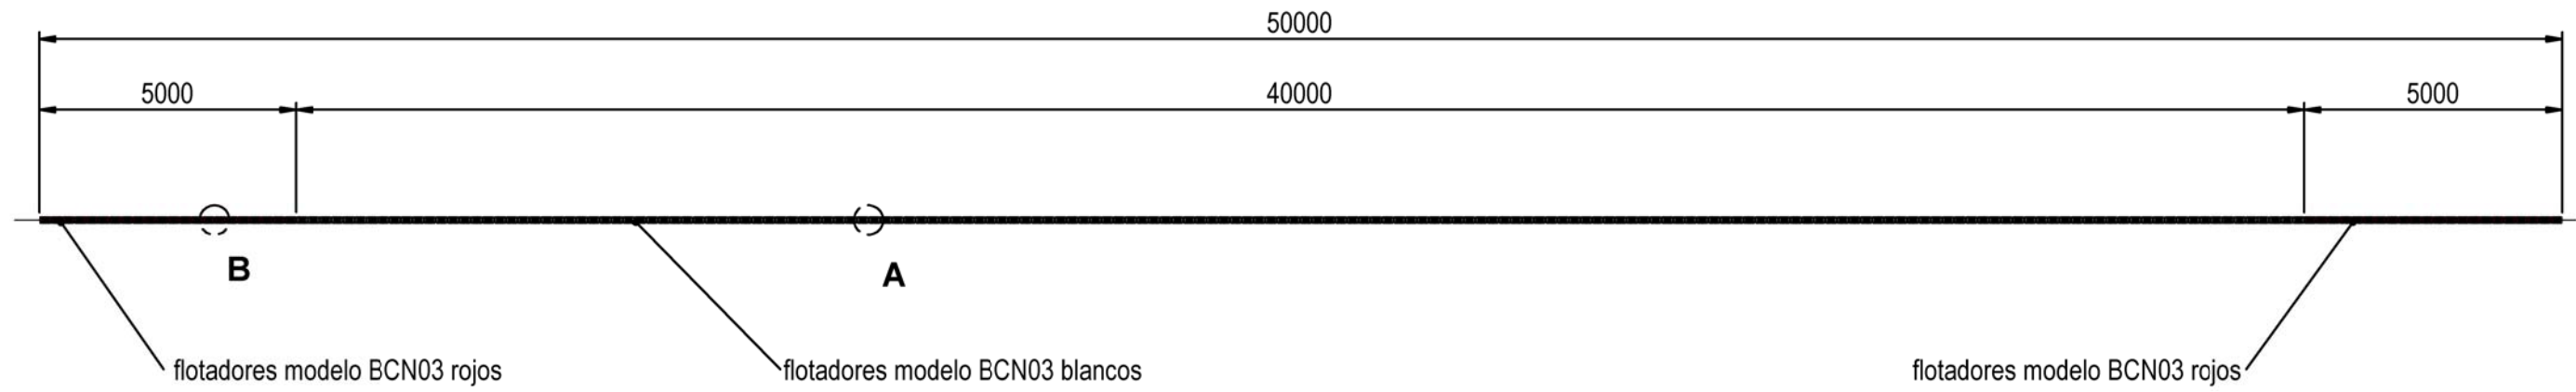 50000
5000
40000
5000
B
A
flotadores modelo BCN03 rojos
flotadores modelo BCN03 blancos
flotadores modelo BCN03 rojos